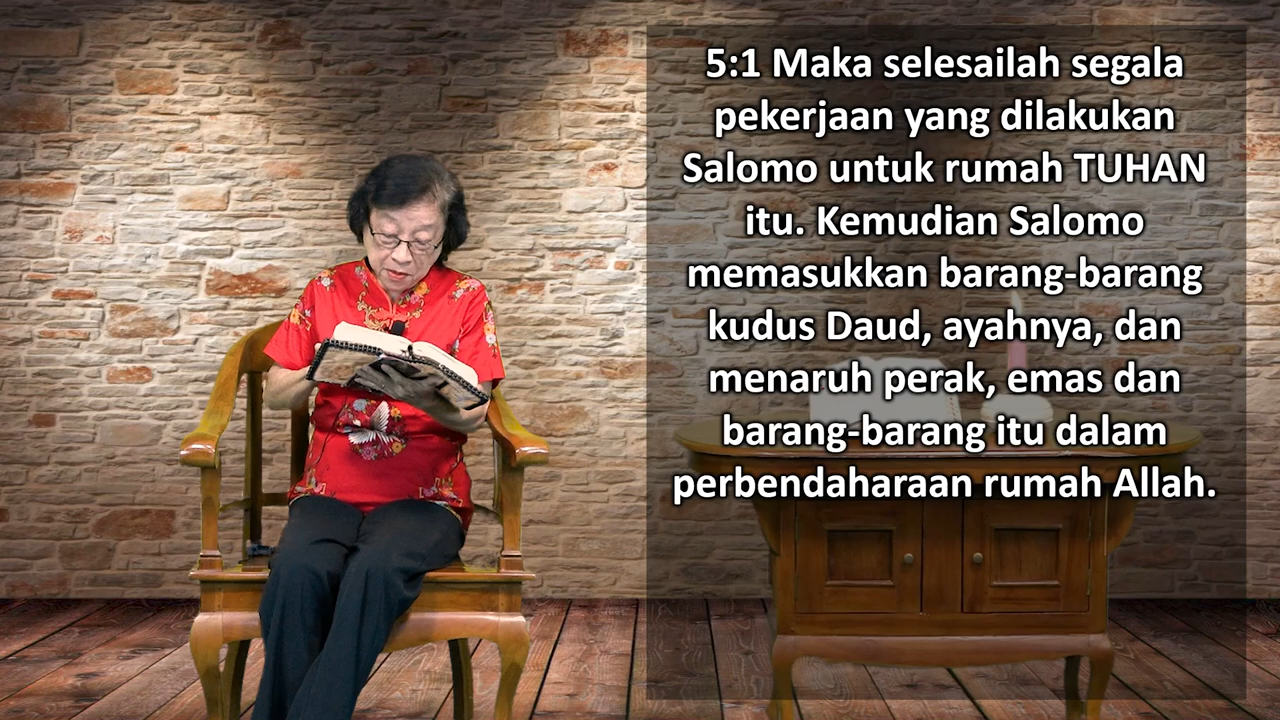 5:1 Maka selesailah segala
pekerjaan yang dilakukan
Salomo untuk rumah TUHAN
itu. Kemudian Salomo
memasukkan barang-barang
kudus Daud, ayahnya, dan
menaruh perak, emas dan
barang-barang itu dalam
perbendaharaan rumah Allah.